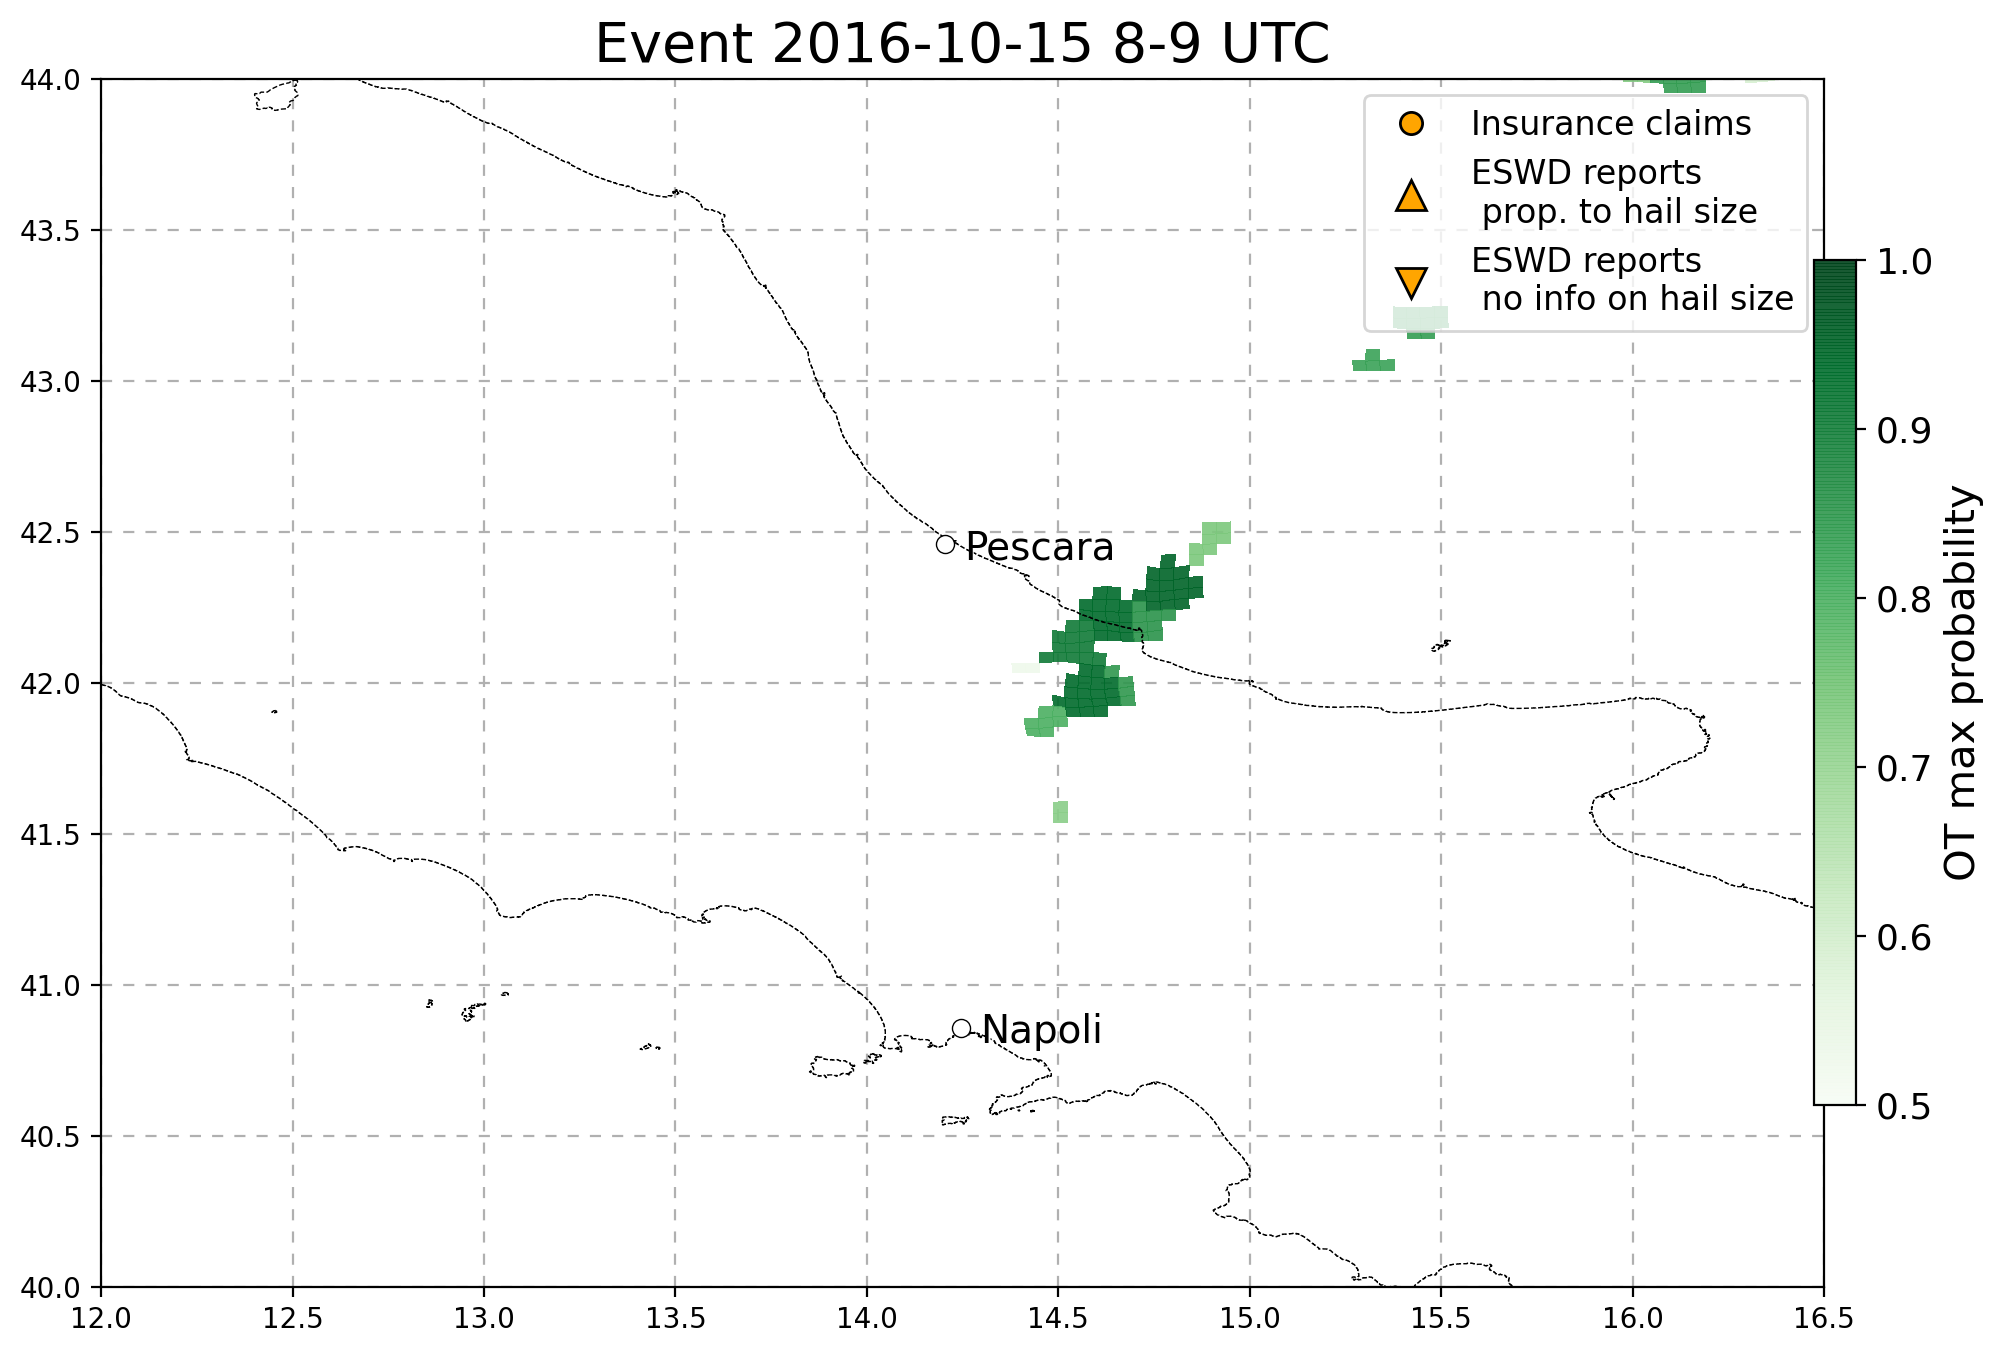 Event 2016-10-15 8-9 UTC
44.0
43.5
43.0
42.5
42.0
41.5
41.0
40.5
40.0
12.0 12.5 13.0 13.5 14.0 14.5 15.0 15.5 16.0 16.5
Insurance claims
ESWD reports
prop. to hail size
ESWD reports
no info on hail size
Pescara
Napoli
1.0
0.9
0.8
0.7
0.6
0.5
OT max probability